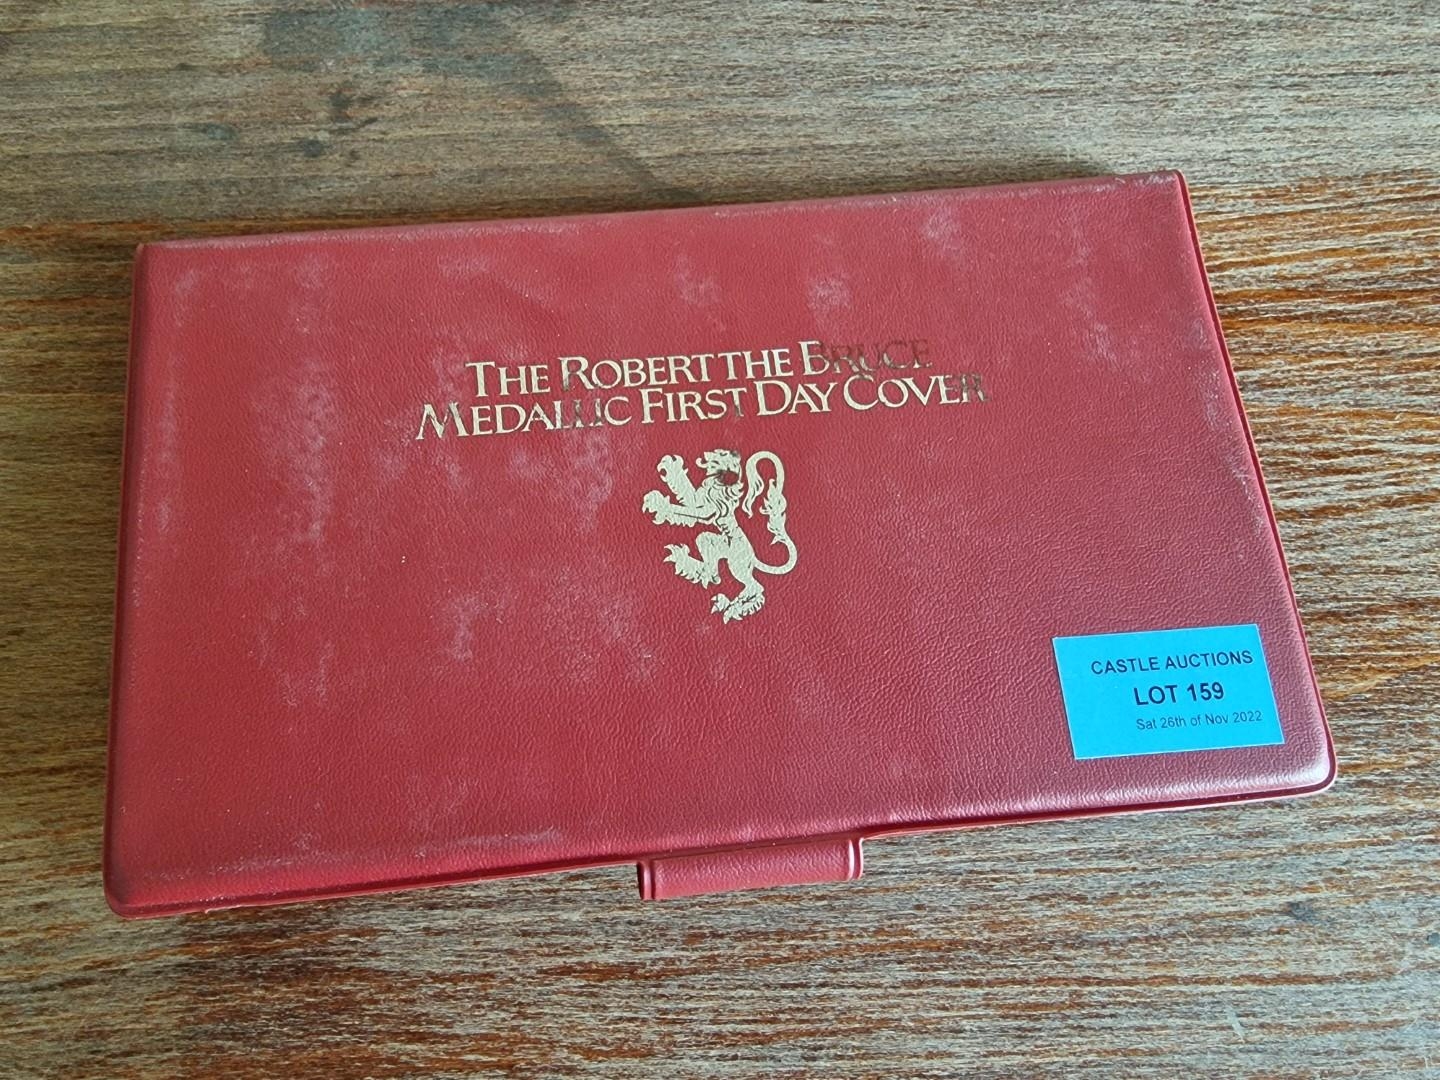 THE ROBERT THE BRUCE
MEDALLIC FIRST DAY COVER
CASTLE AUCTIONS
LOT 159
Sat 26th of Nov 2022